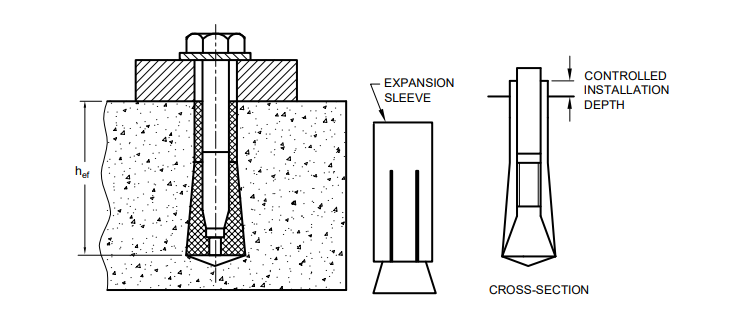 EXPANSION
SLEEVE
CONTROLLED
INSTALLATION
DEPTH
hef
CROSS-SECTION